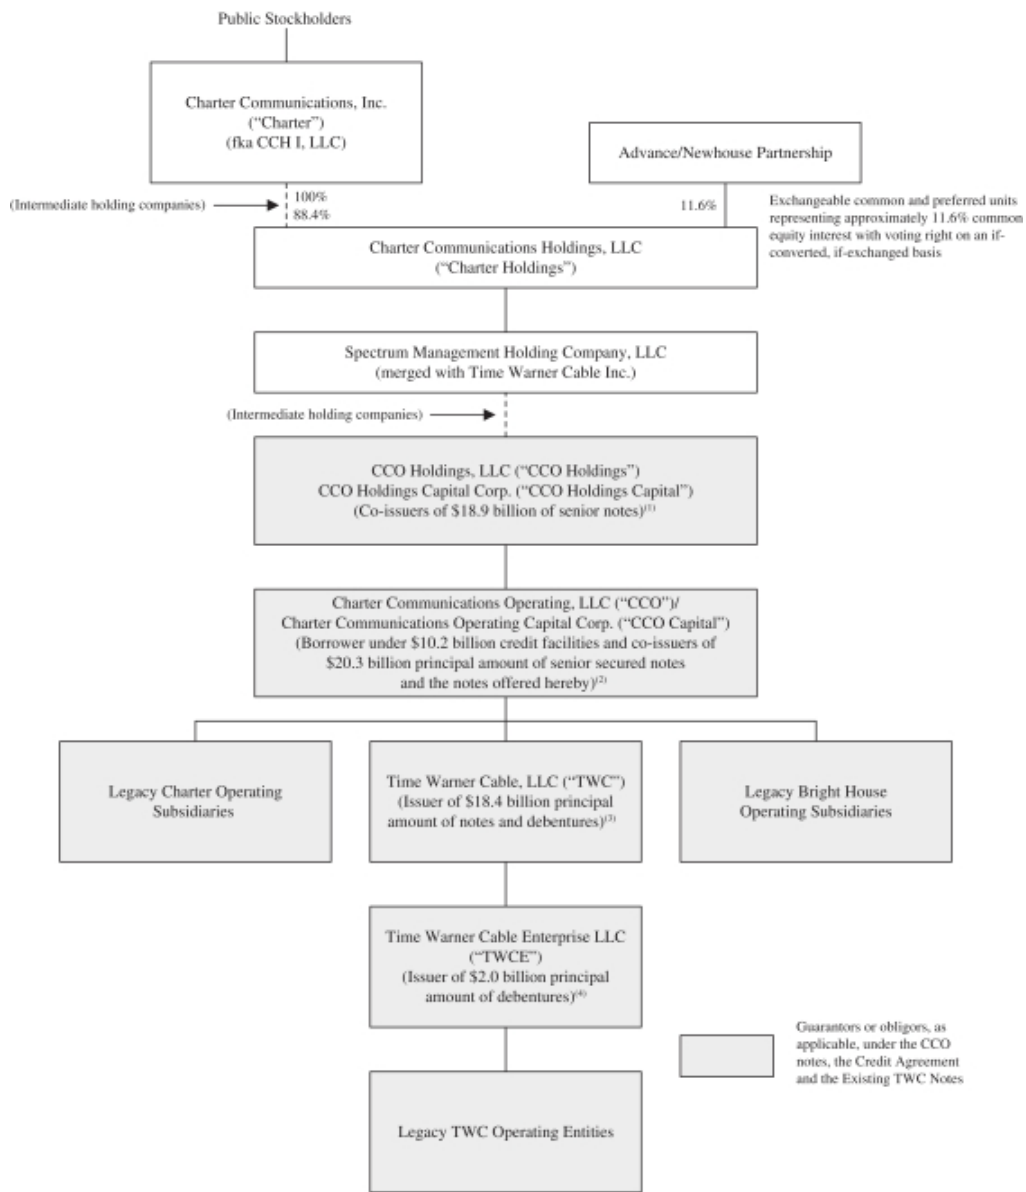 Public Stockholders
Charter Communications, Inc.
(“Charter”)
(fka CCH I, LLC)
Advance/Newhouse Partnership
(Intermediate holding companies)
100%
88.4%
11.6%
Exchangeable common and preferred units
representing approximately 11.6% common
equity interest with voting right on an if-
converted, if-exchanged basis
Charter Communications Holdings, LLC
(“Charter Holdings”)
Spectrum Management Holding Company, LLC
(merged with Time Warner Cable Inc.)
(Intermediate holding companies)
CCO Holdings, LLC (“CCO Holdings”)
CCO Holdings Capital Corp. (“CCO Holdings Capital”)
(Co-issuers of $18.9 billion of senior notes)(1)
Charter Communications Operating, LLC (“CCO”)/
Charter Communications Operating Capital Corp. (“CCO Capital”)
(Borrower under $10.2 billion credit facilities and co-issuers of
$20.3 billion principal amount of senior secured notes
and the notes offered hereby)(2)
Legacy Charter Operating
Subsidiaries
Time Warner Cable, LLC (“TWC”)
(Issuer of $18.4 billion principal
amount of notes and debentures)(3)
Legacy Bright House
Operating Subsidiaries
Time Warner Cable Enterprise LLC
(“TWCE”)
(Issuer of $2.0 billion principal
amount of debentures)(4)
Guarantors or obligors, as
applicable, under the CCO
notes, the Credit Agreement
and the Existing TWC Notes
Legacy TWC Operating Entities